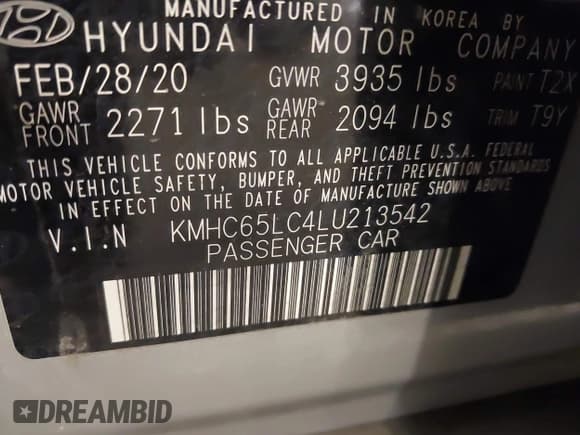 MANUFACTURED IN KOREA BY
HYUNDAI MOTOR COMPANY
FEB/28/20 GVWR 3935 lbs PAINT T2X
GAWR FRONT 2271 lbs GAWR REAR 2094 lbs TRIM T9Y
THIS VEHICLE CONFORMS TO ALL APPLICABLE U.S.A. FEDERAL
MOTOR VEHICLE SAFETY, BUMPER, AND THEFT PREVENTION STANDARDS
IN EFFECT ON THE DATE OF MANUFACTURE SHOWN ABOVE
V.I.N KMHC65LC4LU213542
PASSENGER CAR
DREAMBID